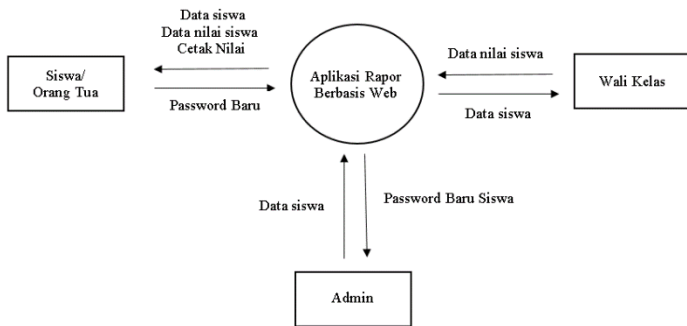 Data siswa
Data nilai siswa
Cetak Nilai
Siswa/
Orang Tua
Password Baru
Aplikasi Rapor
Berbasis Web
Data nilai siswa
Wali Kelas
Data siswa
Data siswa
Password Baru Siswa
Admin